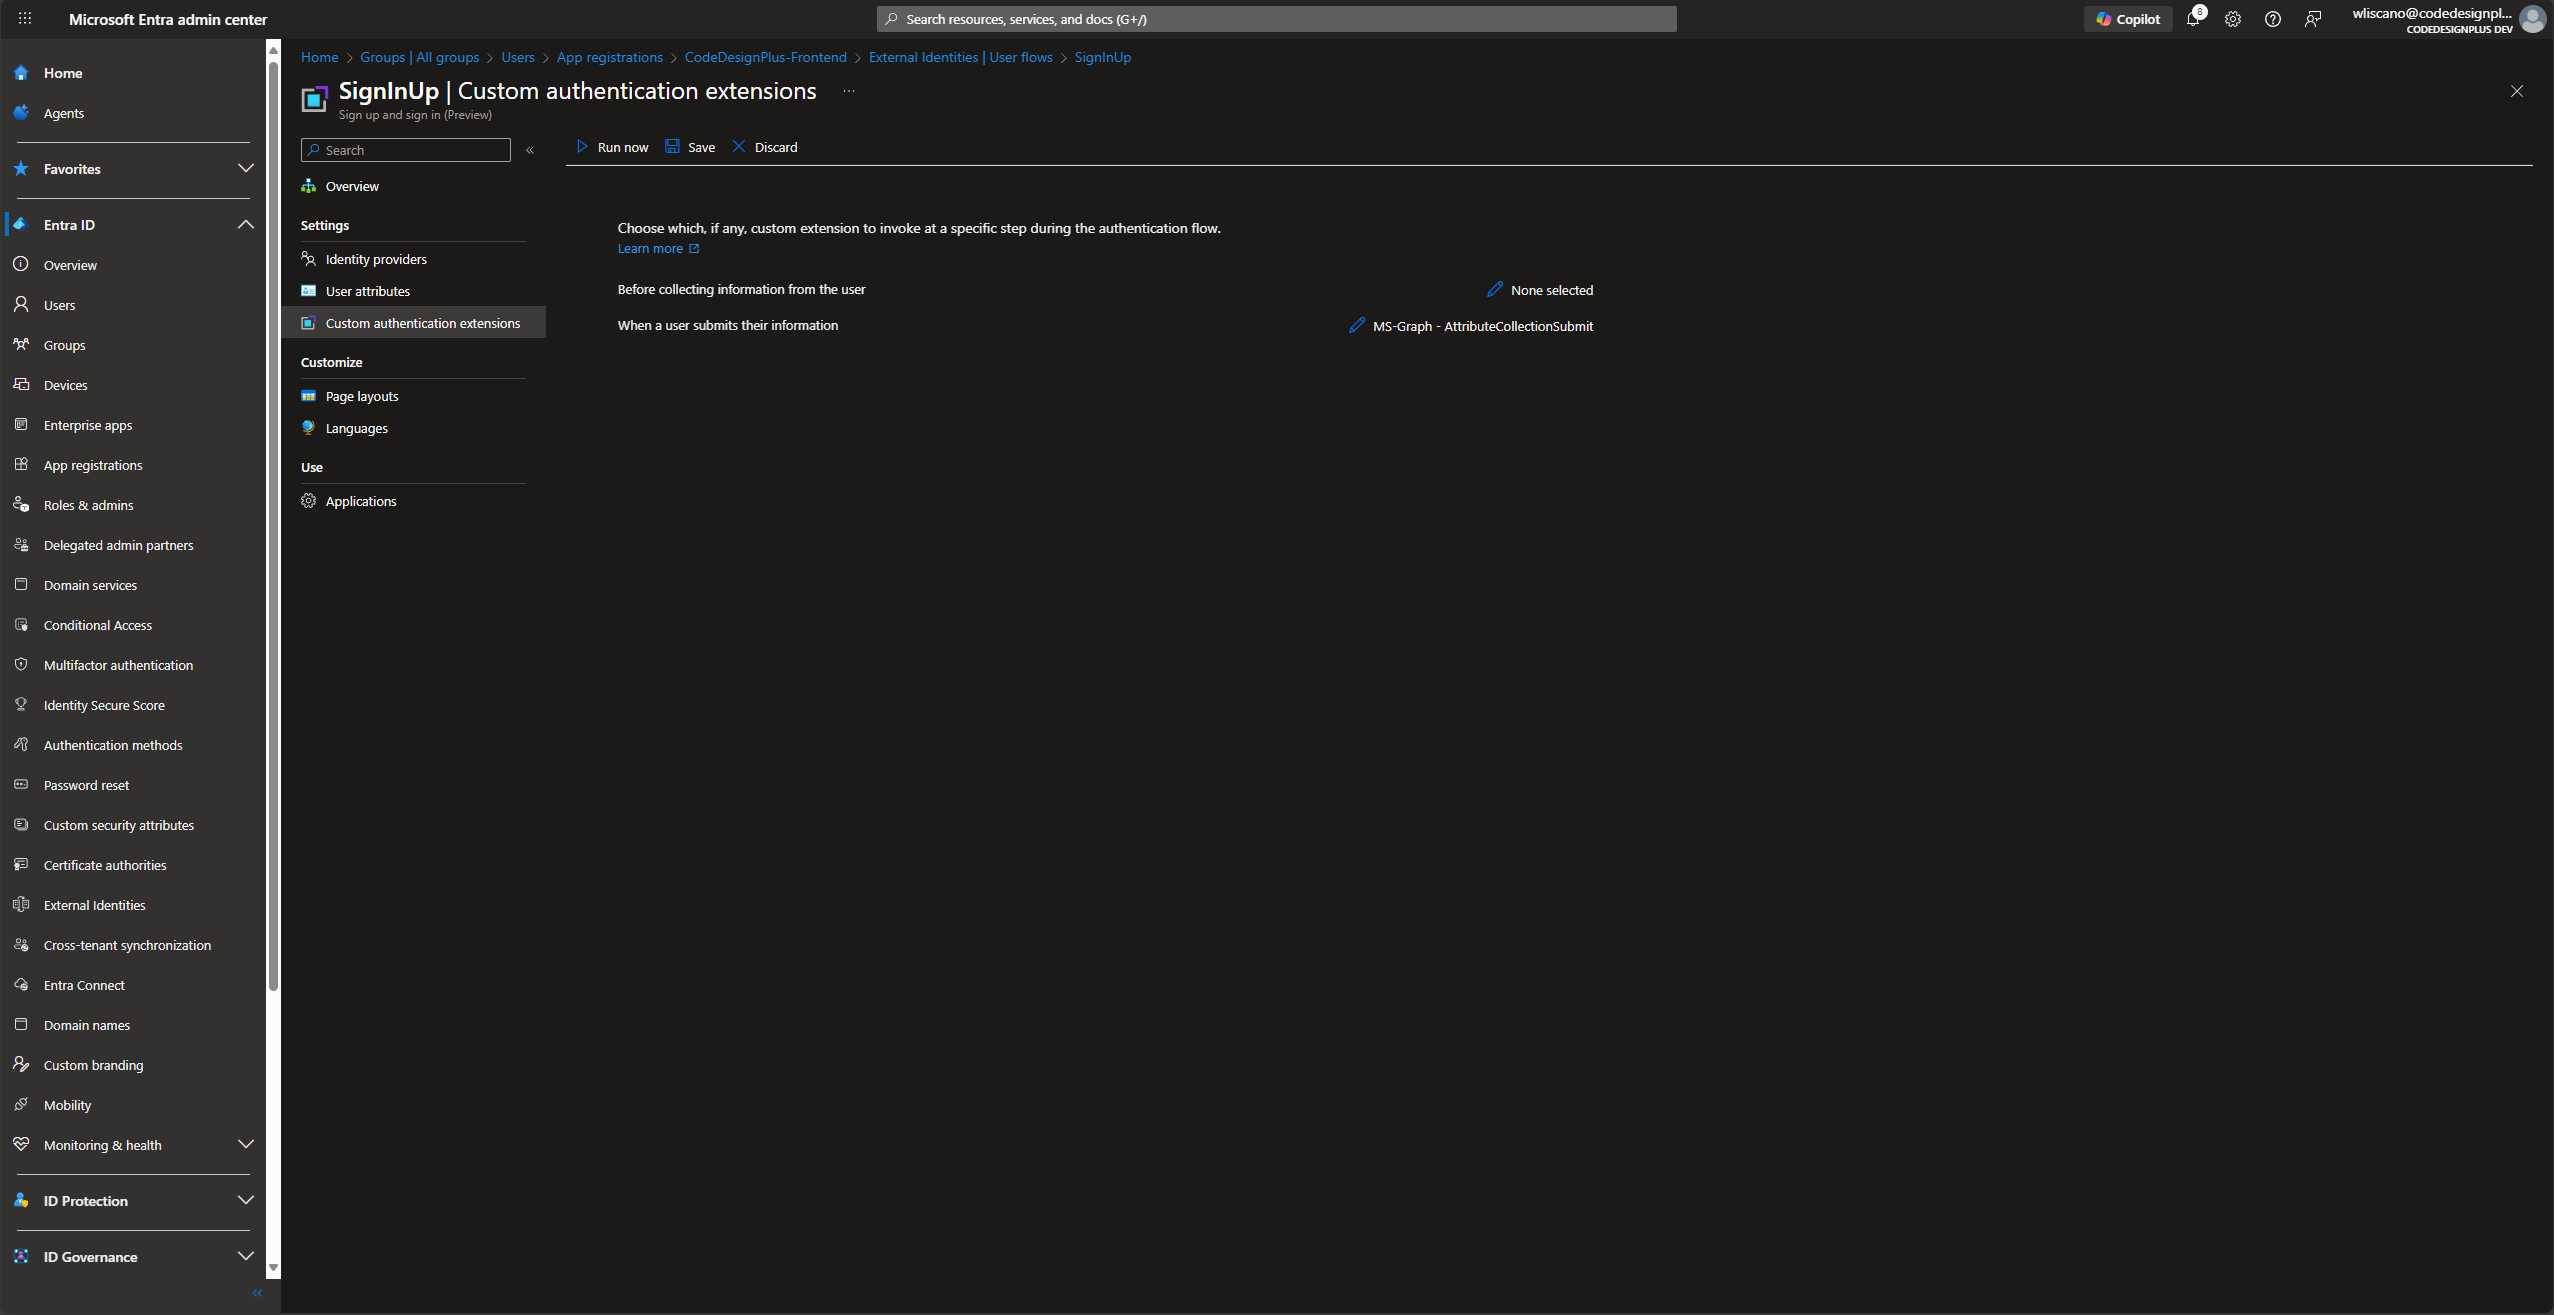 Microsoft Entra admin center
Search resources, services, and docs (G+/)
Copilot
8
wliscano@codedesignpl...
CODEDESIGNPLUS DEV
Home
Agents
Favorites
Entra ID
Overview
Users
Groups
Devices
Enterprise apps
App registrations
Roles & admins
Delegated admin partners
Domain services
Conditional Access
Multifactor authentication
Identity Secure Score
Authentication methods
Password reset
Custom security attributes
Certificate authorities
External Identities
Cross-tenant synchronization
Entra Connect
Domain names
Custom branding
Mobility
Monitoring & health
ID Protection
ID Governance
Home > Groups | All groups > Users > App registrations > CodeDesignPlus-Frontend > External Identities | User flows > SignInUp
SignInUp | Custom authentication extensions ...
Sign up and sign in (Preview)
Search
Overview
Settings
Identity providers
User attributes
Custom authentication extensions
Customize
Page layouts
Languages
Use
Applications
Run now Save Discard
Choose which, if any, custom extension to invoke at a specific step during the authentication flow.
Learn more
Before collecting information from the user None selected
When a user submits their information MS-Graph - AttributeCollectionSubmit